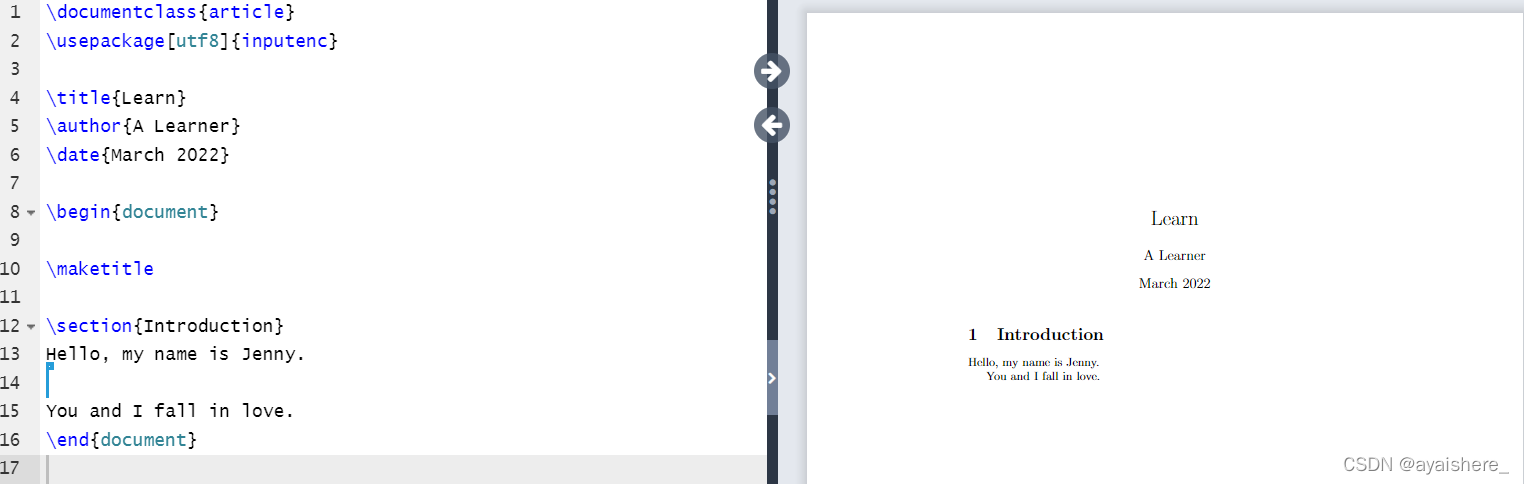 1 \documentclass{article}
2 \usepackage[utf8]{inputenc}
3
4 \title{Learn}
5 \author{A Learner}
6 \date{March 2022}
7
8 \begin{document}
9
10 \maketitle
11
12 \section{Introduction}
13 Hello, my name is Jenny.
14
15 You and I fall in love.
16 \end{document}
17
Learn
A Learner
March 2022
1 Introduction
Hello, my name is Jenny.
You and I fall in love.
CSDN @ayaishere_